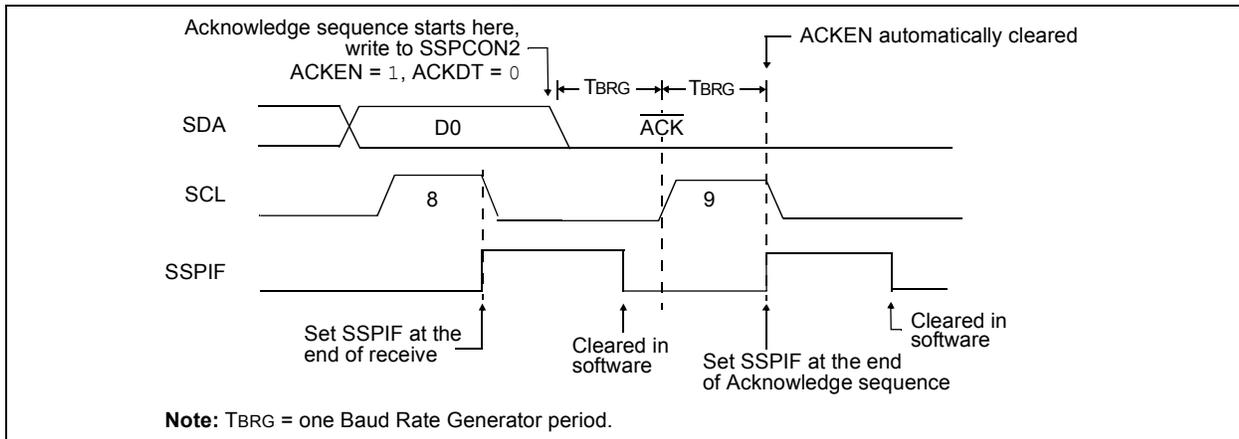 Acknowledge sequence starts here,
write to SSPCON2
ACKEN = 1, ACKDT = 0
ACKEN automatically cleared
TBRG
TBRG
SDA
D0
ACK
SCL
8
9
SSPIF
Set SSPIF at the
end of receive
Cleared in
software
Set SSPIF at the end
of Acknowledge sequence
Cleared in
software
Note: TBRG = one Baud Rate Generator period.